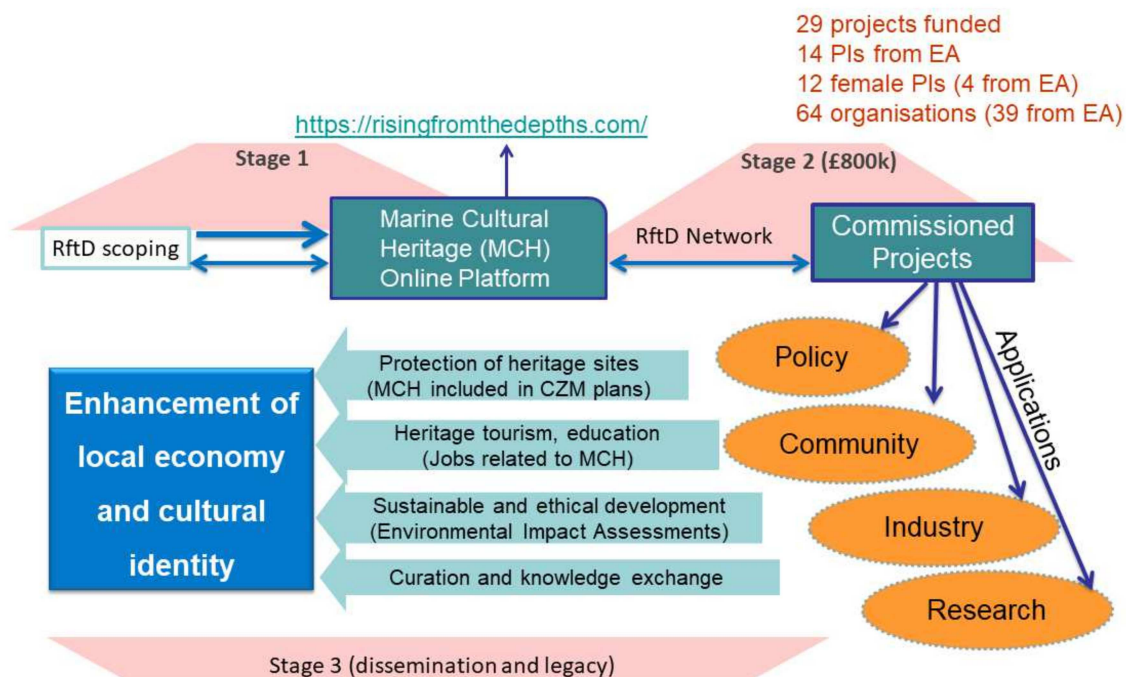 29 projects funded
14 PIs from EA
12 female PIs (4 from EA)
64 organisations (39 from EA)
https://risingfromthedepths.com/
Stage 1
Stage 2 (£800k)
RftD scoping
Marine Cultural
Heritage (MCH)
Online Platform
RftD Network
Commissioned
Projects
Applications
Policy
Community
Industry
Research
Protection of heritage sites
(MCH included in CZM plans)
Heritage tourism, education
(Jobs related to MCH)
Sustainable and ethical development
(Environmental Impact Assessments)
Curation and knowledge exchange
Enhancement of
local economy
and cultural
identity
Stage 3 (dissemination and legacy)